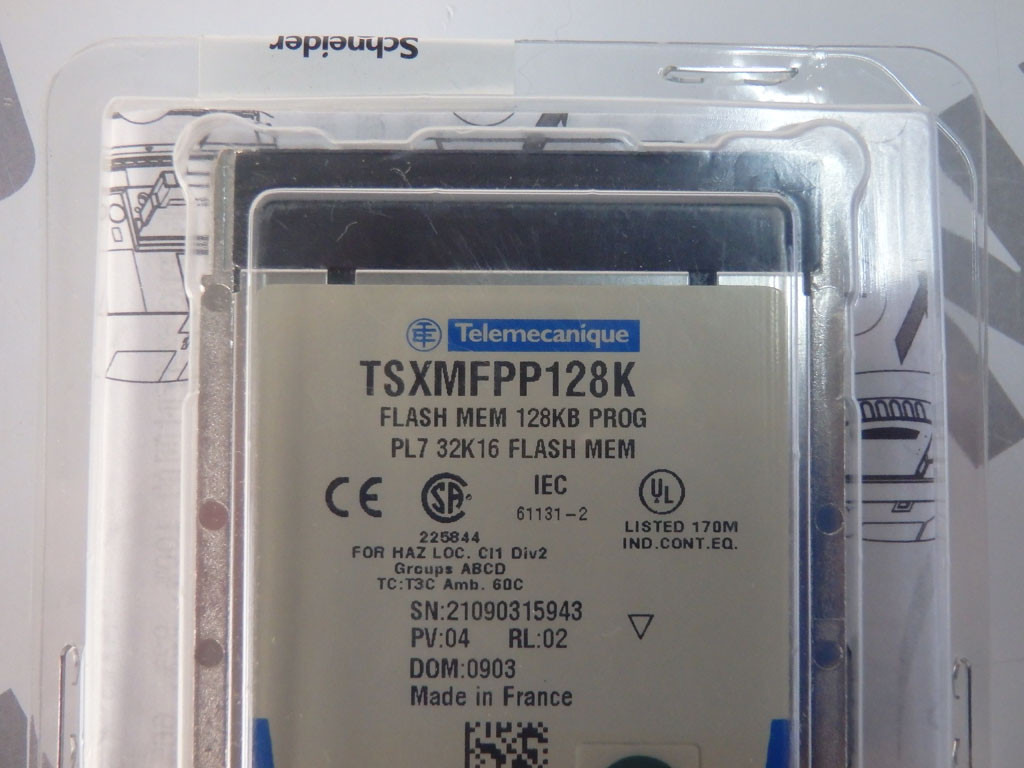 Schneider
Telemecanique
TSXMFPP128K
FLASH MEM 128KB PROG
PL7 32K16 FLASH MEM
CE
SA
IEC
61131-2
UL
LISTED 170M
IND.CONT.EQ.
225844
FOR HAZ LOC. Cl1 Div2
Groups ABCD
TC:T3C Amb. 60C
SN:21090315943
PV:04 RL:02
DOM:0903
Made in France